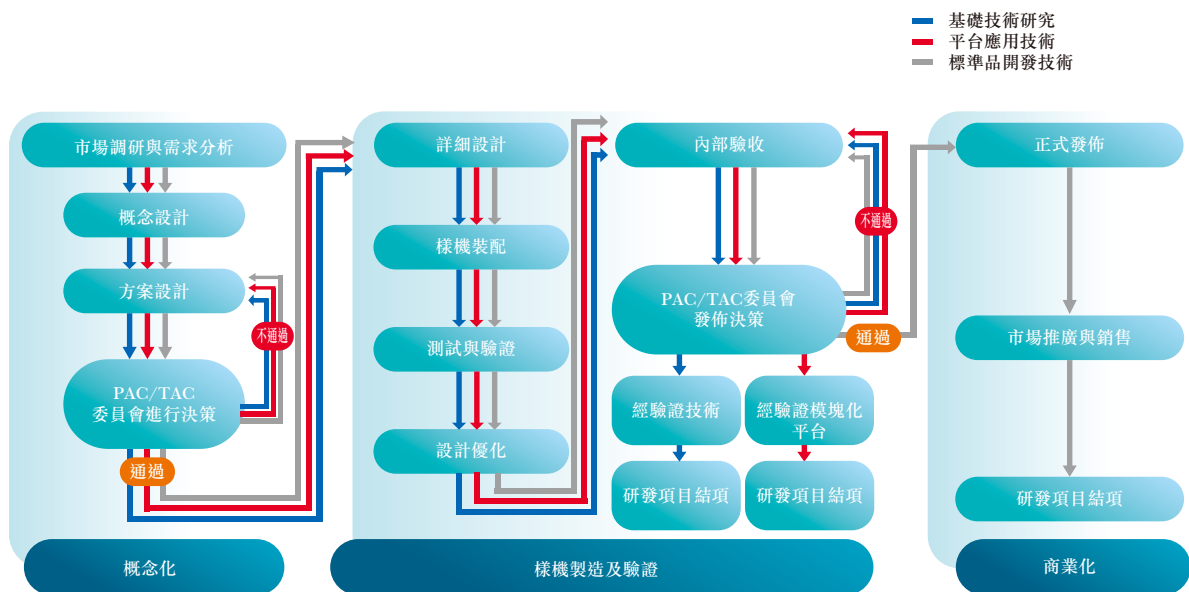 基礎技術研究
平台應用技術
標準品開發技術
市場調研與需求分析
概念設計
方案設計
不通過
PAC/TAC
委員會進行決策
通過
概念化
詳細設計
樣機裝配
測試與驗證
設計優化
內部驗收
不通過
PAC/TAC委員會
發佈決策
通過
經驗證技術
經驗證模塊化
平台
研發項目結項
研發項目結項
樣機製造及驗證
正式發佈
市場推廣與銷售
研發項目結項
商業化